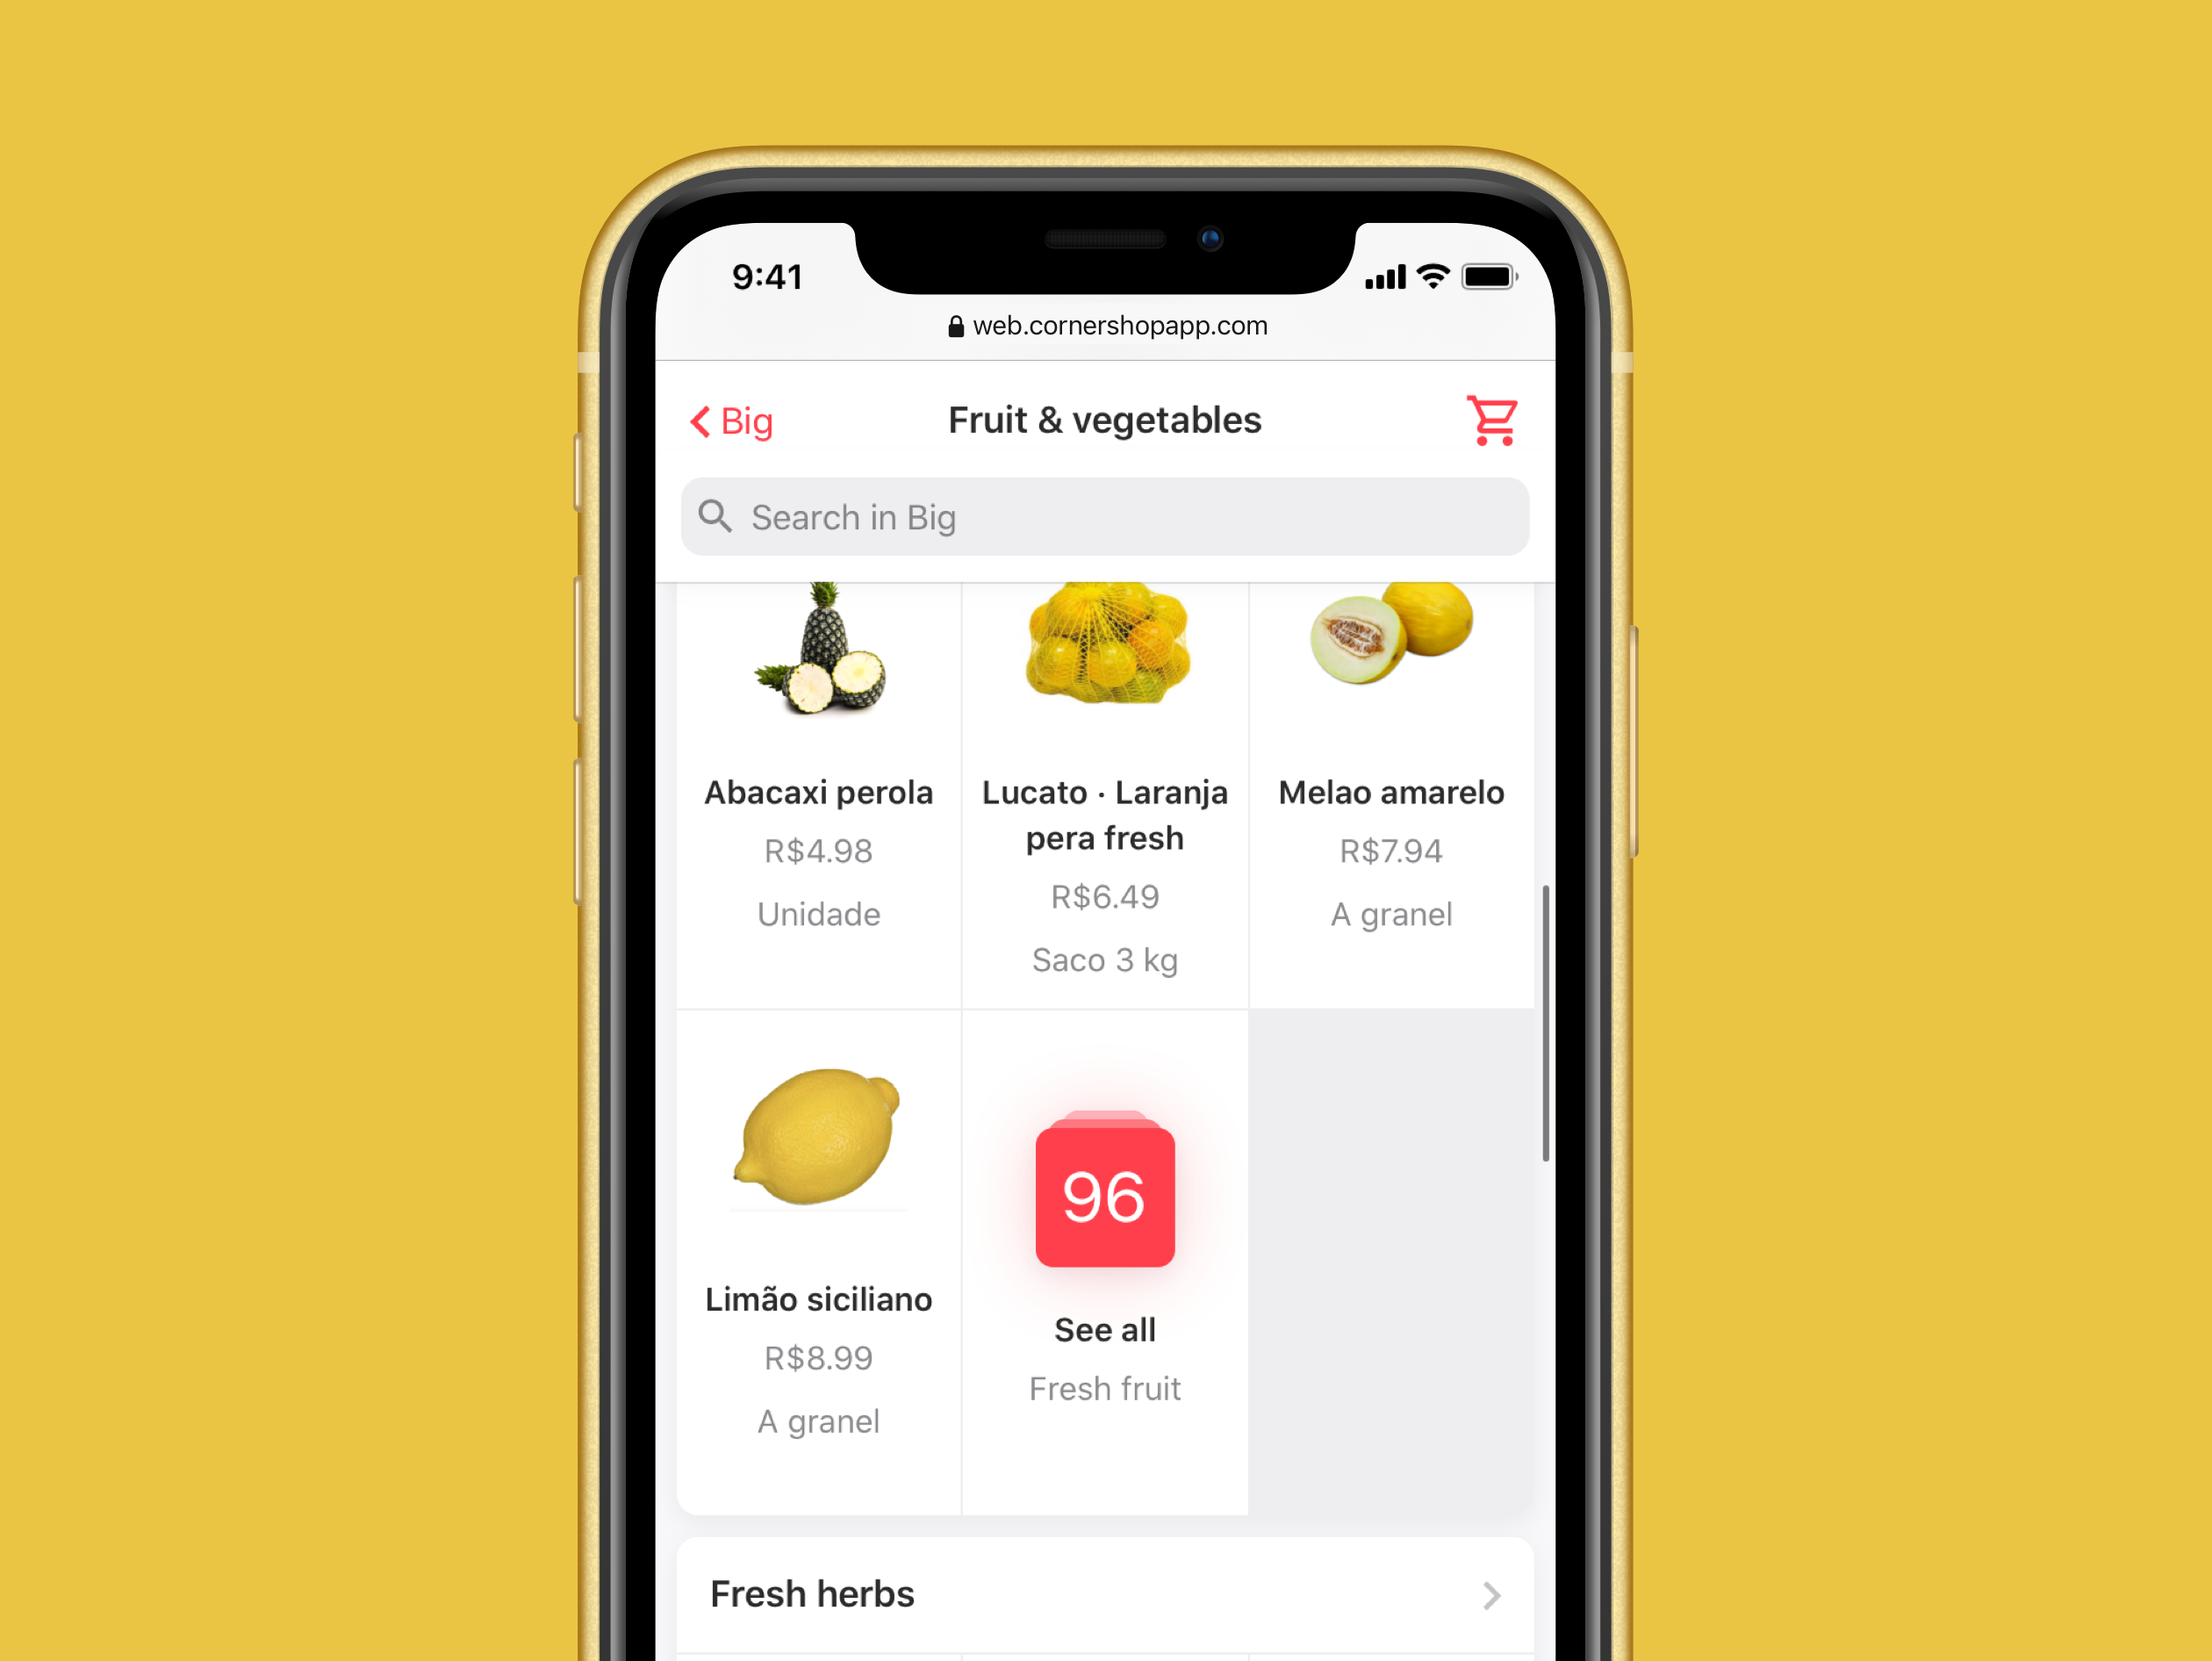 9:41
web.cornershopapp.com
Big
Fruit & vegetables
Search in Big
Abacaxi perola
R$4.98
Unidade
Lucato · Laranja
pera fresh
R$6.49
Saco 3 kg
Melao amarelo
R$7.94
A granel
Limão siciliano
R$8.99
A granel
96
See all
Fresh fruit
Fresh herbs